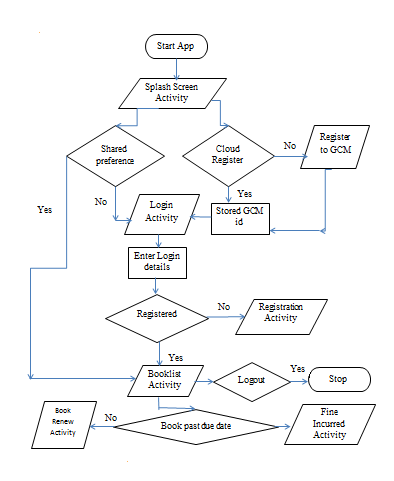 Start App
Splash Screen
Activity
Shared
preference
Cloud
Register
No
Register
to GCM
Yes
No
Login
Activity
Yes
Stored GCM
id
Enter Login
details
Registered
No
Registration
Activity
Yes
Booklist
Activity
Logout
Yes
Stop
Book
Renew
Activity
No
Book past due date
Fine
Incurred
Activity